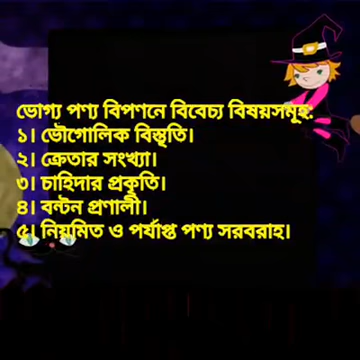 ভোগ্য পণ্য বিপণনে বিবেচ্য বিষয়সমূহ:
১। ভৌগোলিক বিস্তৃতি।
২। ক্রেতার সংখ্যা।
৩। চাহিদার প্রকৃতি।
৪। বন্টন প্রণালী।
৫। নিয়মিত ও পর্যাপ্ত পণ্য সরবরাহ।